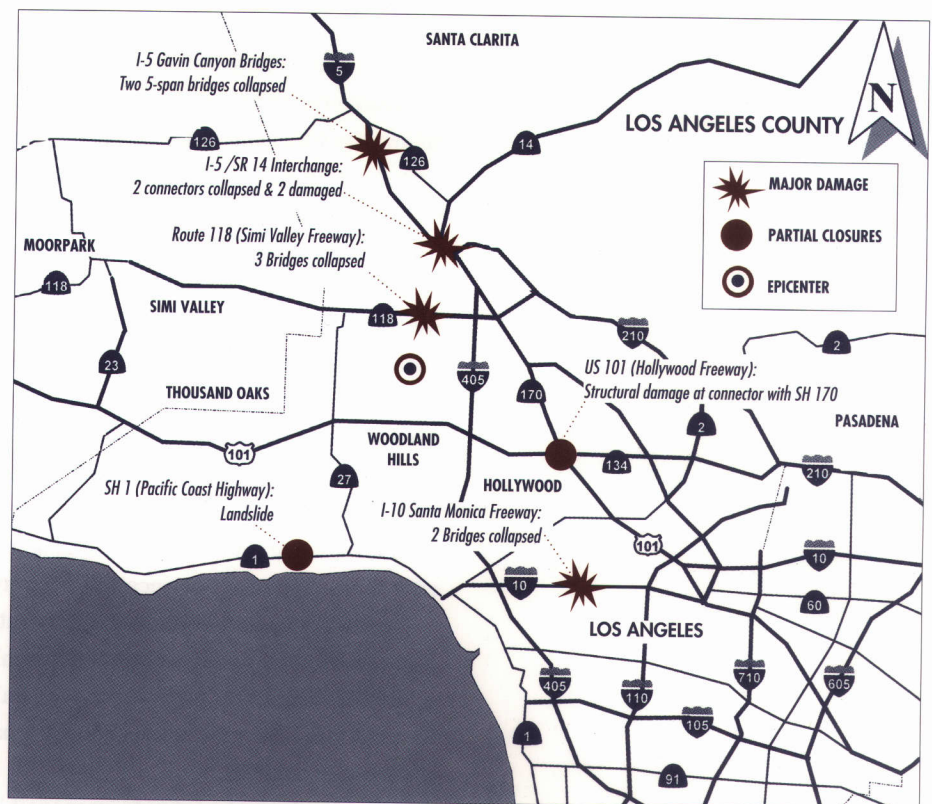 SANTA CLARITA
I-5 Gavin Canyon Bridges:
Two 5-span bridges collapsed
5
N
LOS ANGELES COUNTY
126
126
14
I-5 /SR 14 Interchange:
2 connectors collapsed & 2 damaged
MAJOR DAMAGE
PARTIAL CLOSURES
EPICENTER
Route 118 (Simi Valley Freeway):
3 Bridges collapsed
MOORPARK
118
SIMI VALLEY
118
210
2
23
405
170
US 101 (Hollywood Freeway):
Structural damage at connector with SH 170
THOUSAND OAKS
PASADENA
2
101
WOODLAND
HILLS
134
210
27
HOLLYWOOD
SH 1 (Pacific Coast Highway):
Landslide
I-10 Santa Monica Freeway:
2 Bridges collapsed
101
1
10
10
60
LOS ANGELES
405
110
710
605
105
1
91